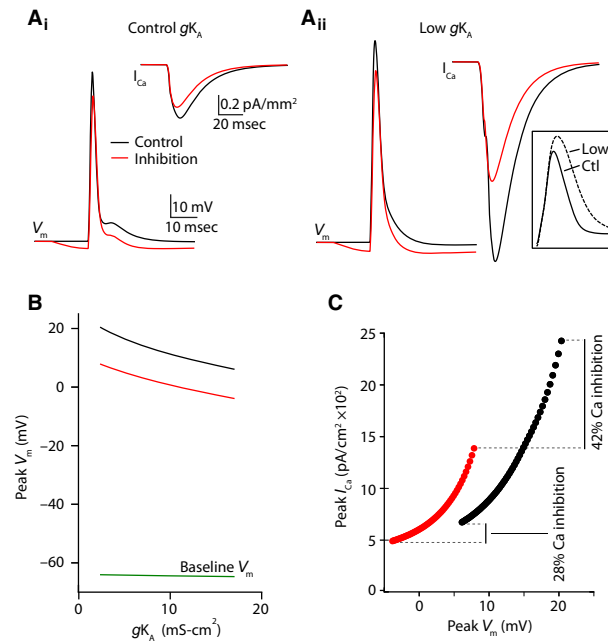 Ai
Control gKA
Aii
Low gKA
ICa
0.2 pA/mm²
20 msec
Control
Inhibition
10 mV
10 msec
Vm
ICa
Vm
Low
Ctl
B
Peak Vm (mV)
20
0
−20
−40
−60
Baseline Vm
0
10
20
gKA (mS-cm²)
C
Peak ICa (pA/cm² ×10²)
25
20
15
10
5
0
42% Ca inhibition
28% Ca inhibition
0
10
20
Peak Vm (mV)